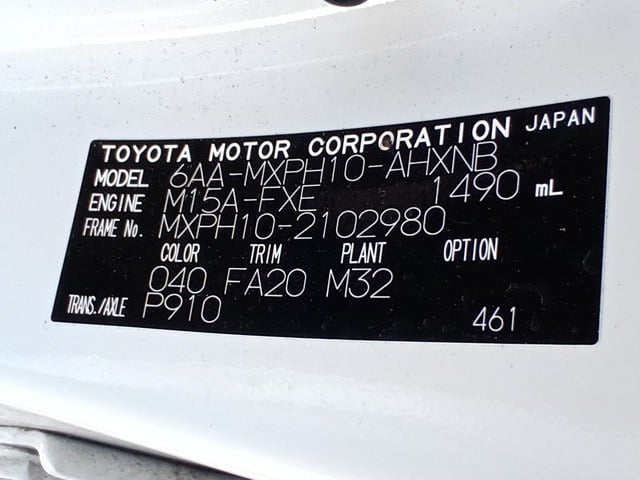 TOYOTA MOTOR CORPORATION JAPAN
MODEL 6AA-MXPH10-AHXNB
ENGINE M15A-FXE 1490 mL
FRAME No. MXPH10-2102980
COLOR TRIM PLANT OPTION
040 FA20 M32
TRANS./AXLE P910 461